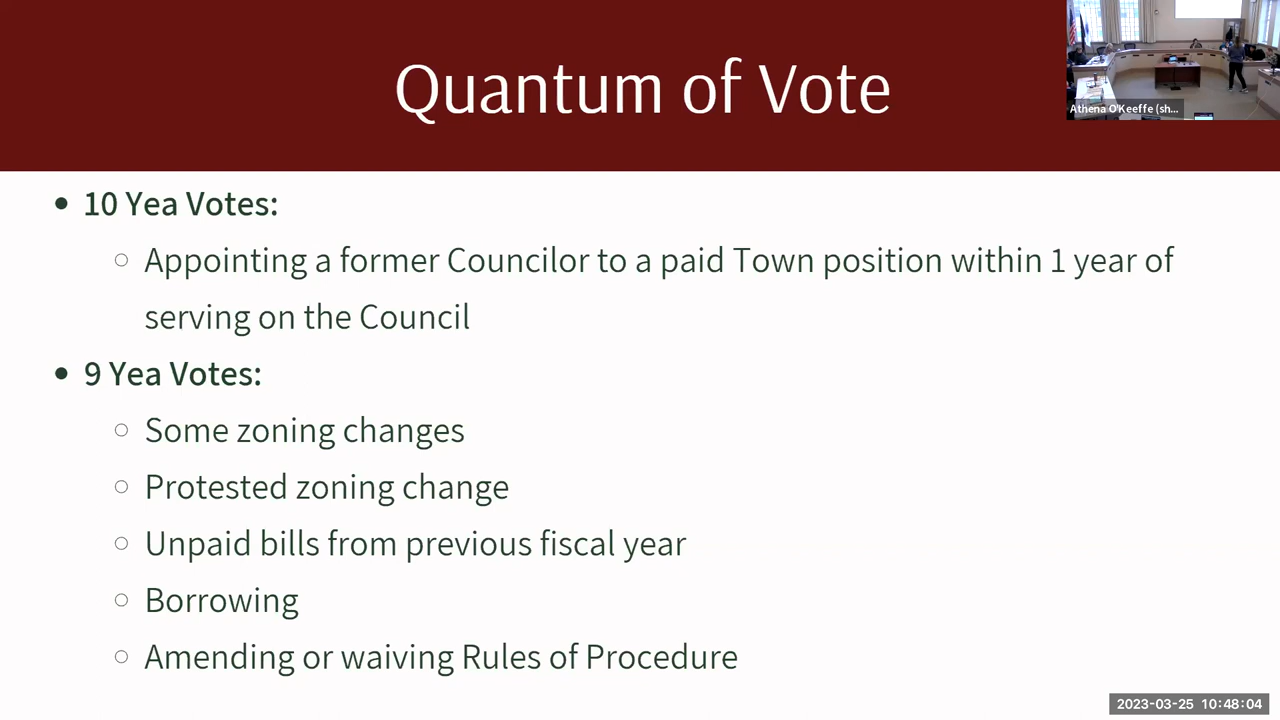 Quantum of Vote
Athena O'Keeffe (sh...
• 10 Yea Votes:
○ Appointing a former Councilor to a paid Town position within 1 year of
serving on the Council
• 9 Yea Votes:
○ Some zoning changes
○ Protested zoning change
○ Unpaid bills from previous fiscal year
○ Borrowing
○ Amending or waiving Rules of Procedure
2023-03-25 10:48:04